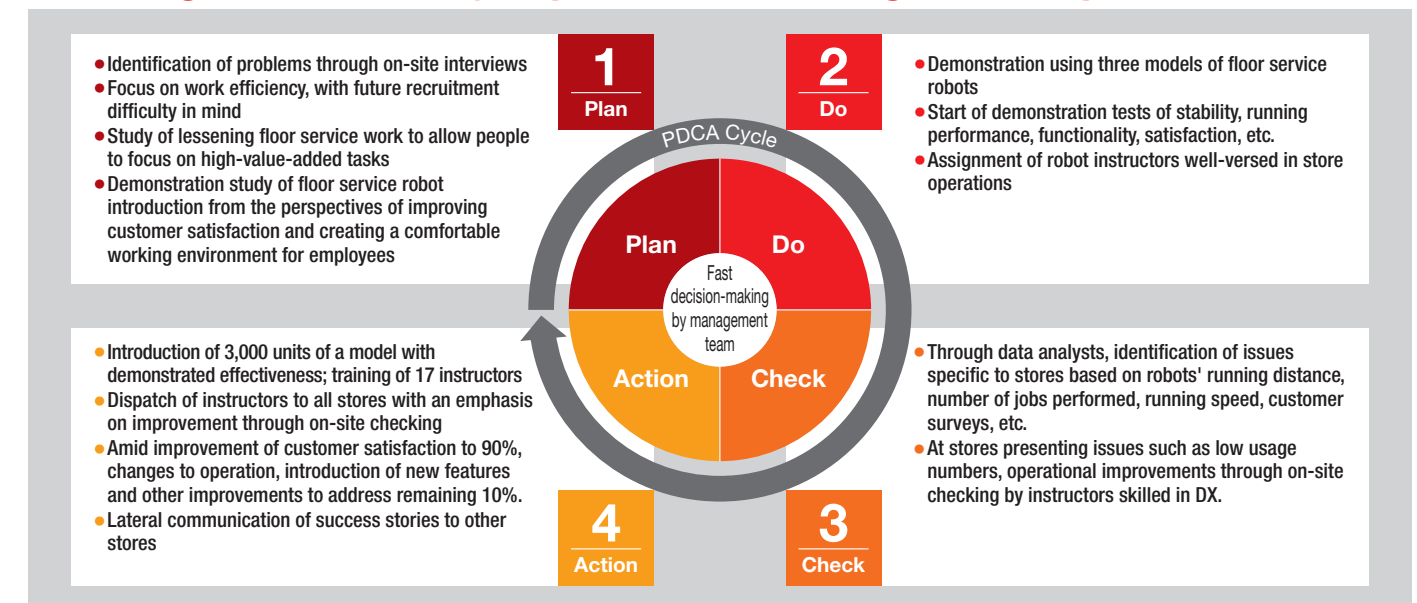 1
Plan
●Identification of problems through on-site interviews
●Focus on work efficiency, with future recruitment
difficulty in mind
●Study of lessening floor service work to allow people
to focus on high-value-added tasks
●Demonstration study of floor service robot
introduction from the perspectives of improving
customer satisfaction and creating a comfortable
working environment for employees
2
Do
●Demonstration using three models of floor service
robots
●Start of demonstration tests of stability, running
performance, functionality, satisfaction, etc.
●Assignment of robot instructors well-versed in store
operations
PDCA Cycle
Plan
Do
Fast
decision-making
by management
team
Action
Check
●Introduction of 3,000 units of a model with
demonstrated effectiveness; training of 17 instructors
●Dispatch of instructors to all stores with an emphasis
on improvement through on-site checking
●Amid improvement of customer satisfaction to 90%,
changes to operation, introduction of new features
and other improvements to address remaining 10%.
●Lateral communication of success stories to other
stores
4
Action
●Through data analysts, identification of issues
specific to stores based on robots' running distance,
number of jobs performed, running speed, customer
surveys, etc.
●At stores presenting issues such as low usage
numbers, operational improvements through on-site
checking by instructors skilled in DX.
3
Check